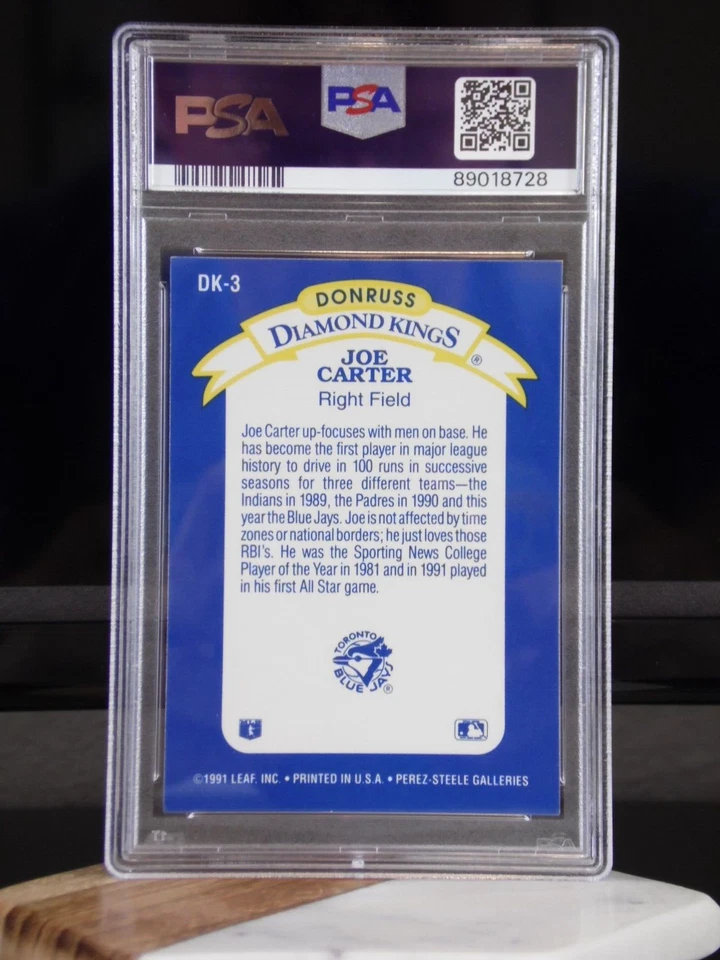 PSA
PSA
89018728
DK-3
DONRUSS
DIAMOND KINGS
®
JOE
CARTER
Right Field
Joe Carter up-focuses with men on base. He
has become the first player in major league
history to drive in 100 runs in successive
seasons for three different teams—the
Indians in 1989, the Padres in 1990 and this
year the Blue Jays. Joe is not affected by time
zones or national borders; he just loves those
RBI's. He was the Sporting News College
Player of the Year in 1981 and in 1991 played
in his first All Star game.
TORONTO
BLUE JAYS
®
©1991 LEAF, INC. • PRINTED IN U.S.A. • PEREZ-STEELE GALLERIES
PSA